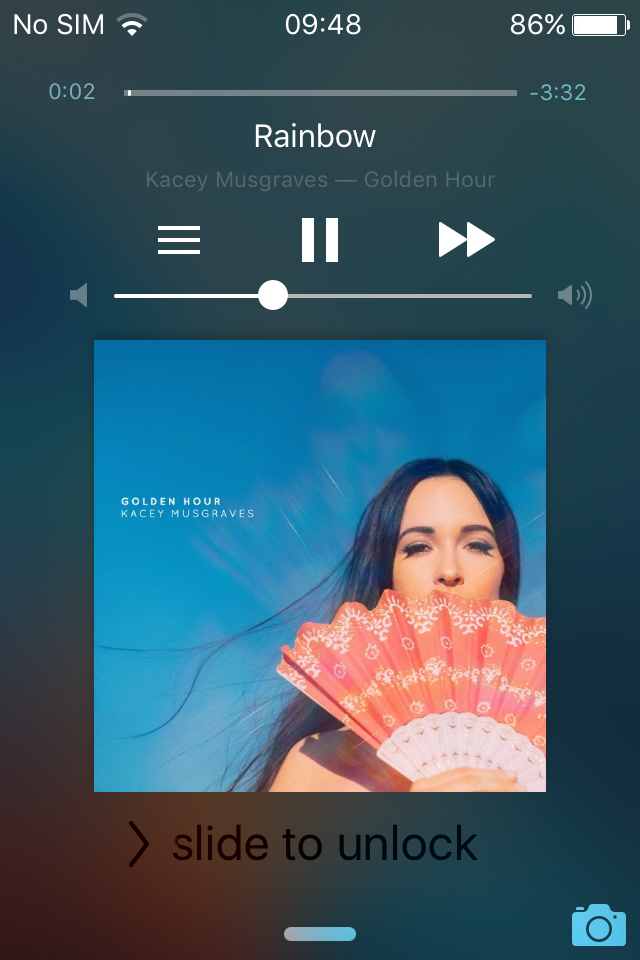 No SIM 09:48 86%
0:02 -3:32
Rainbow
Kacey Musgraves — Golden Hour
GOLDEN HOUR
KACEY MUSGRAVES
slide to unlock